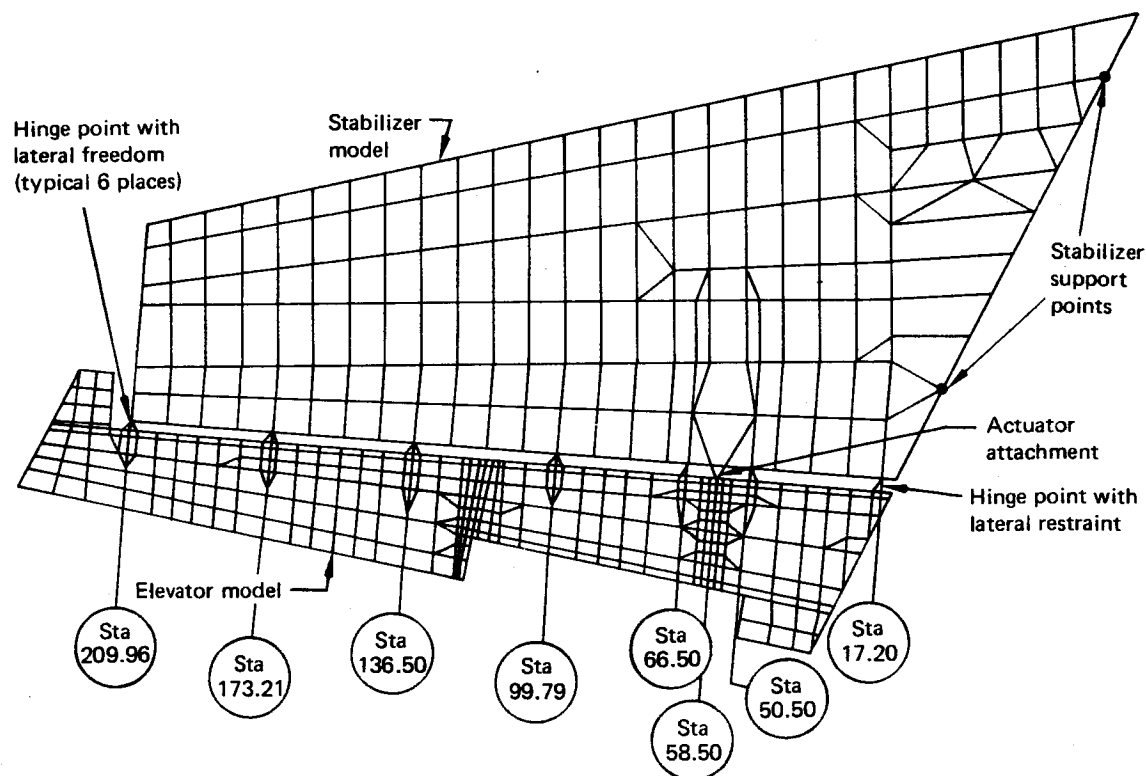 Hinge point with
lateral freedom
(typical 6 places)
Stabilizer
model
Stabilizer
support
points
Actuator
attachment
Hinge point with
lateral restraint
Elevator model
Sta
209.96
Sta
173.21
Sta
136.50
Sta
99.79
Sta
66.50
Sta
58.50
Sta
50.50
Sta
17.20